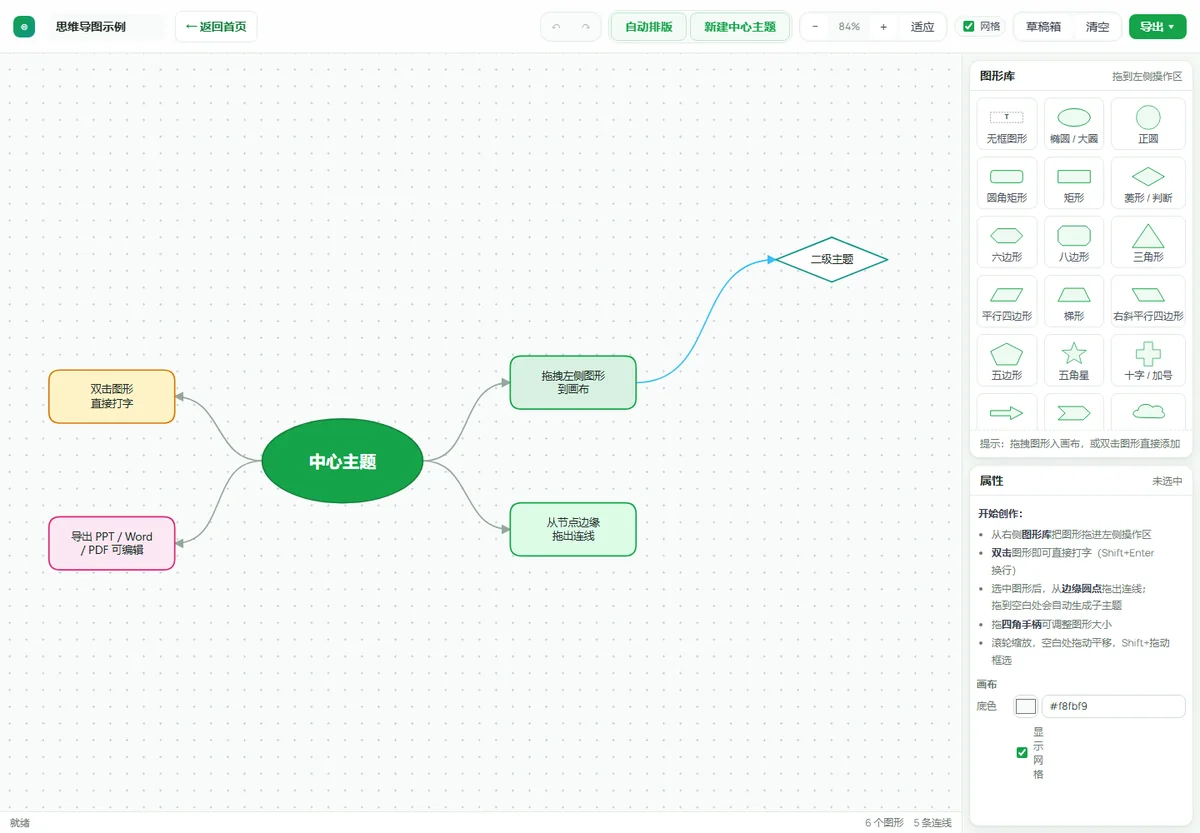 思维导图示例
← 返回首页
自动排版
新建中心主题
− 84% + 适应
网格
草稿箱 清空
导出 ▾
图形库 拖到左侧操作区
T
无框图形 椭圆 / 大圆 正圆
圆角矩形 矩形 菱形 / 判断
六边形 八边形 三角形
平行四边形 梯形 右斜平行四边形
五边形 五角星 十字 / 加号
提示：拖拽图形入画布，或双击图形直接添加
二级主题
双击图形
直接打字
拖拽左侧图形
到画布
中心主题
导出 PPT / Word
/ PDF 可编辑
从节点边缘
拖出连线
属性 未选中
开始创作：
从右侧图形库把图形拖进左侧操作区
双击图形即可直接打字（Shift+Enter
换行）
选中图形后，从边缘圆点拖出连线；
拖到空白处会自动生成子主题
拖四角手柄可调整图形大小
滚轮缩放，空白处拖动平移，Shift+拖动
框选
画布
底色 #f8fbf9
显
示
网
格
就绪
6 个图形 5 条连线